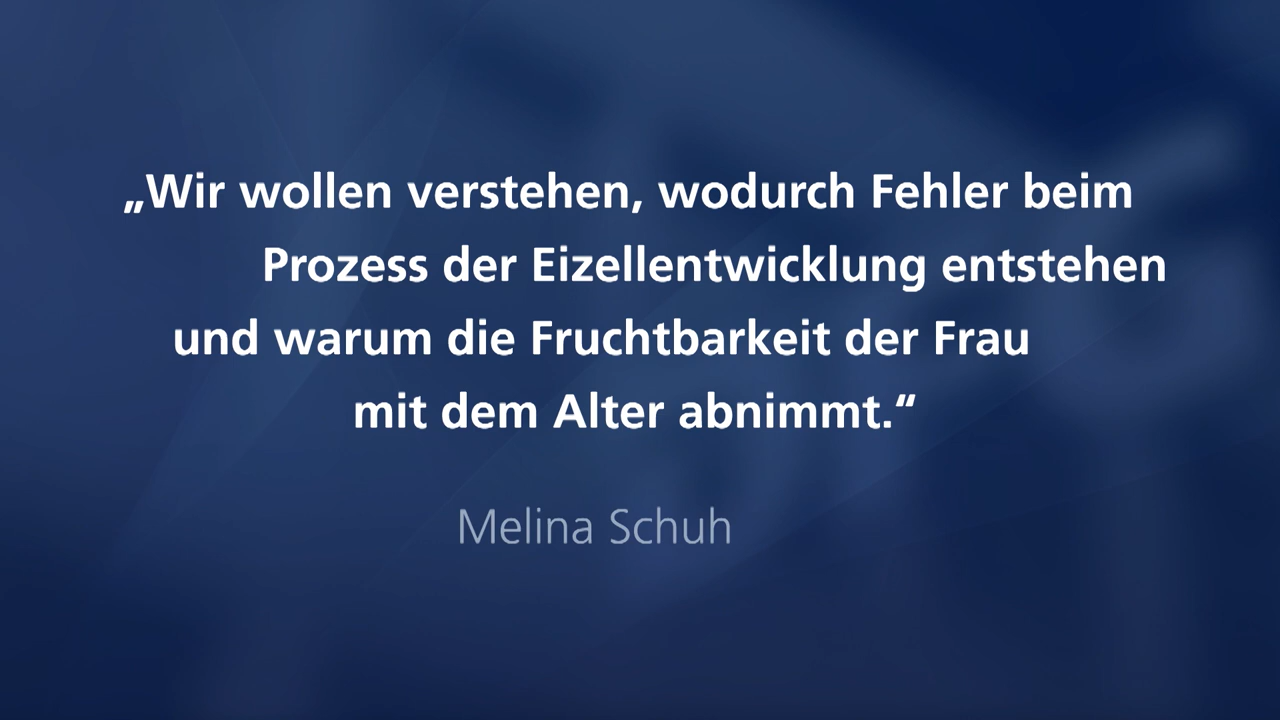 „Wir wollen verstehen, wodurch Fehler beim
Prozess der Eizellentwicklung entstehen
und warum die Fruchtbarkeit der Frau
mit dem Alter abnimmt.“
Melina Schuh